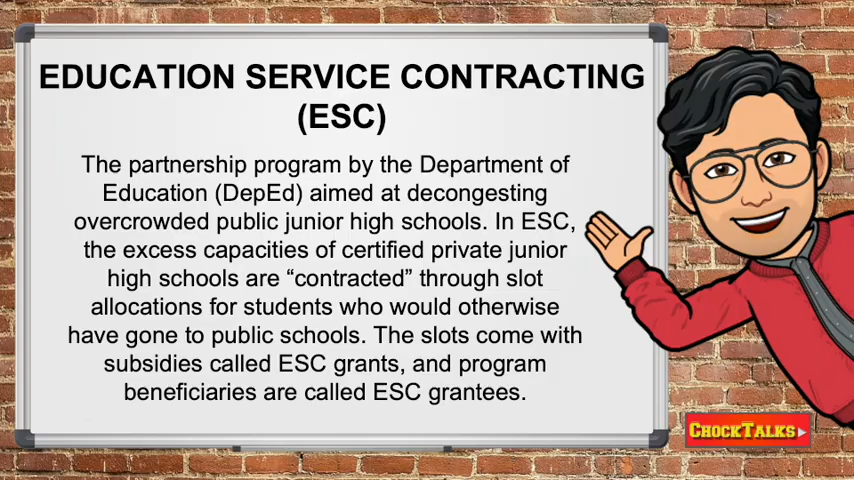 EDUCATION SERVICE CONTRACTING
(ESC)
The partnership program by the Department of
Education (DepEd) aimed at decongesting
overcrowded public junior high schools. In ESC,
the excess capacities of certified private junior
high schools are “contracted” through slot
allocations for students who would otherwise
have gone to public schools. The slots come with
subsidies called ESC grants, and program
beneficiaries are called ESC grantees.
CHOCKTALKS